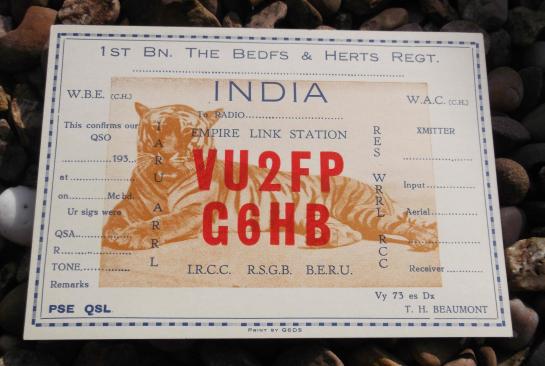 1ST BN. THE BEDFS & HERTS REGT.
INDIA
W.B.E. (C.H.)
W.A.C. (C.H.)
To RADIO
This confirms our
QSO
EMPIRE LINK STATION
XMITTER
IARU ARRL
RES WRRL RCC
VU2FP
193
G6HB
at
on Mc bd.
Input
Ur sigs were
Aerial
QSA
R
TONE
I.R.C.C. R.S.G.B. B.E.R.U.
Receiver
Remarks
Vy 73 es Dx
PSE QSL
T. H. BEAUMONT
PRINT BY G6DS